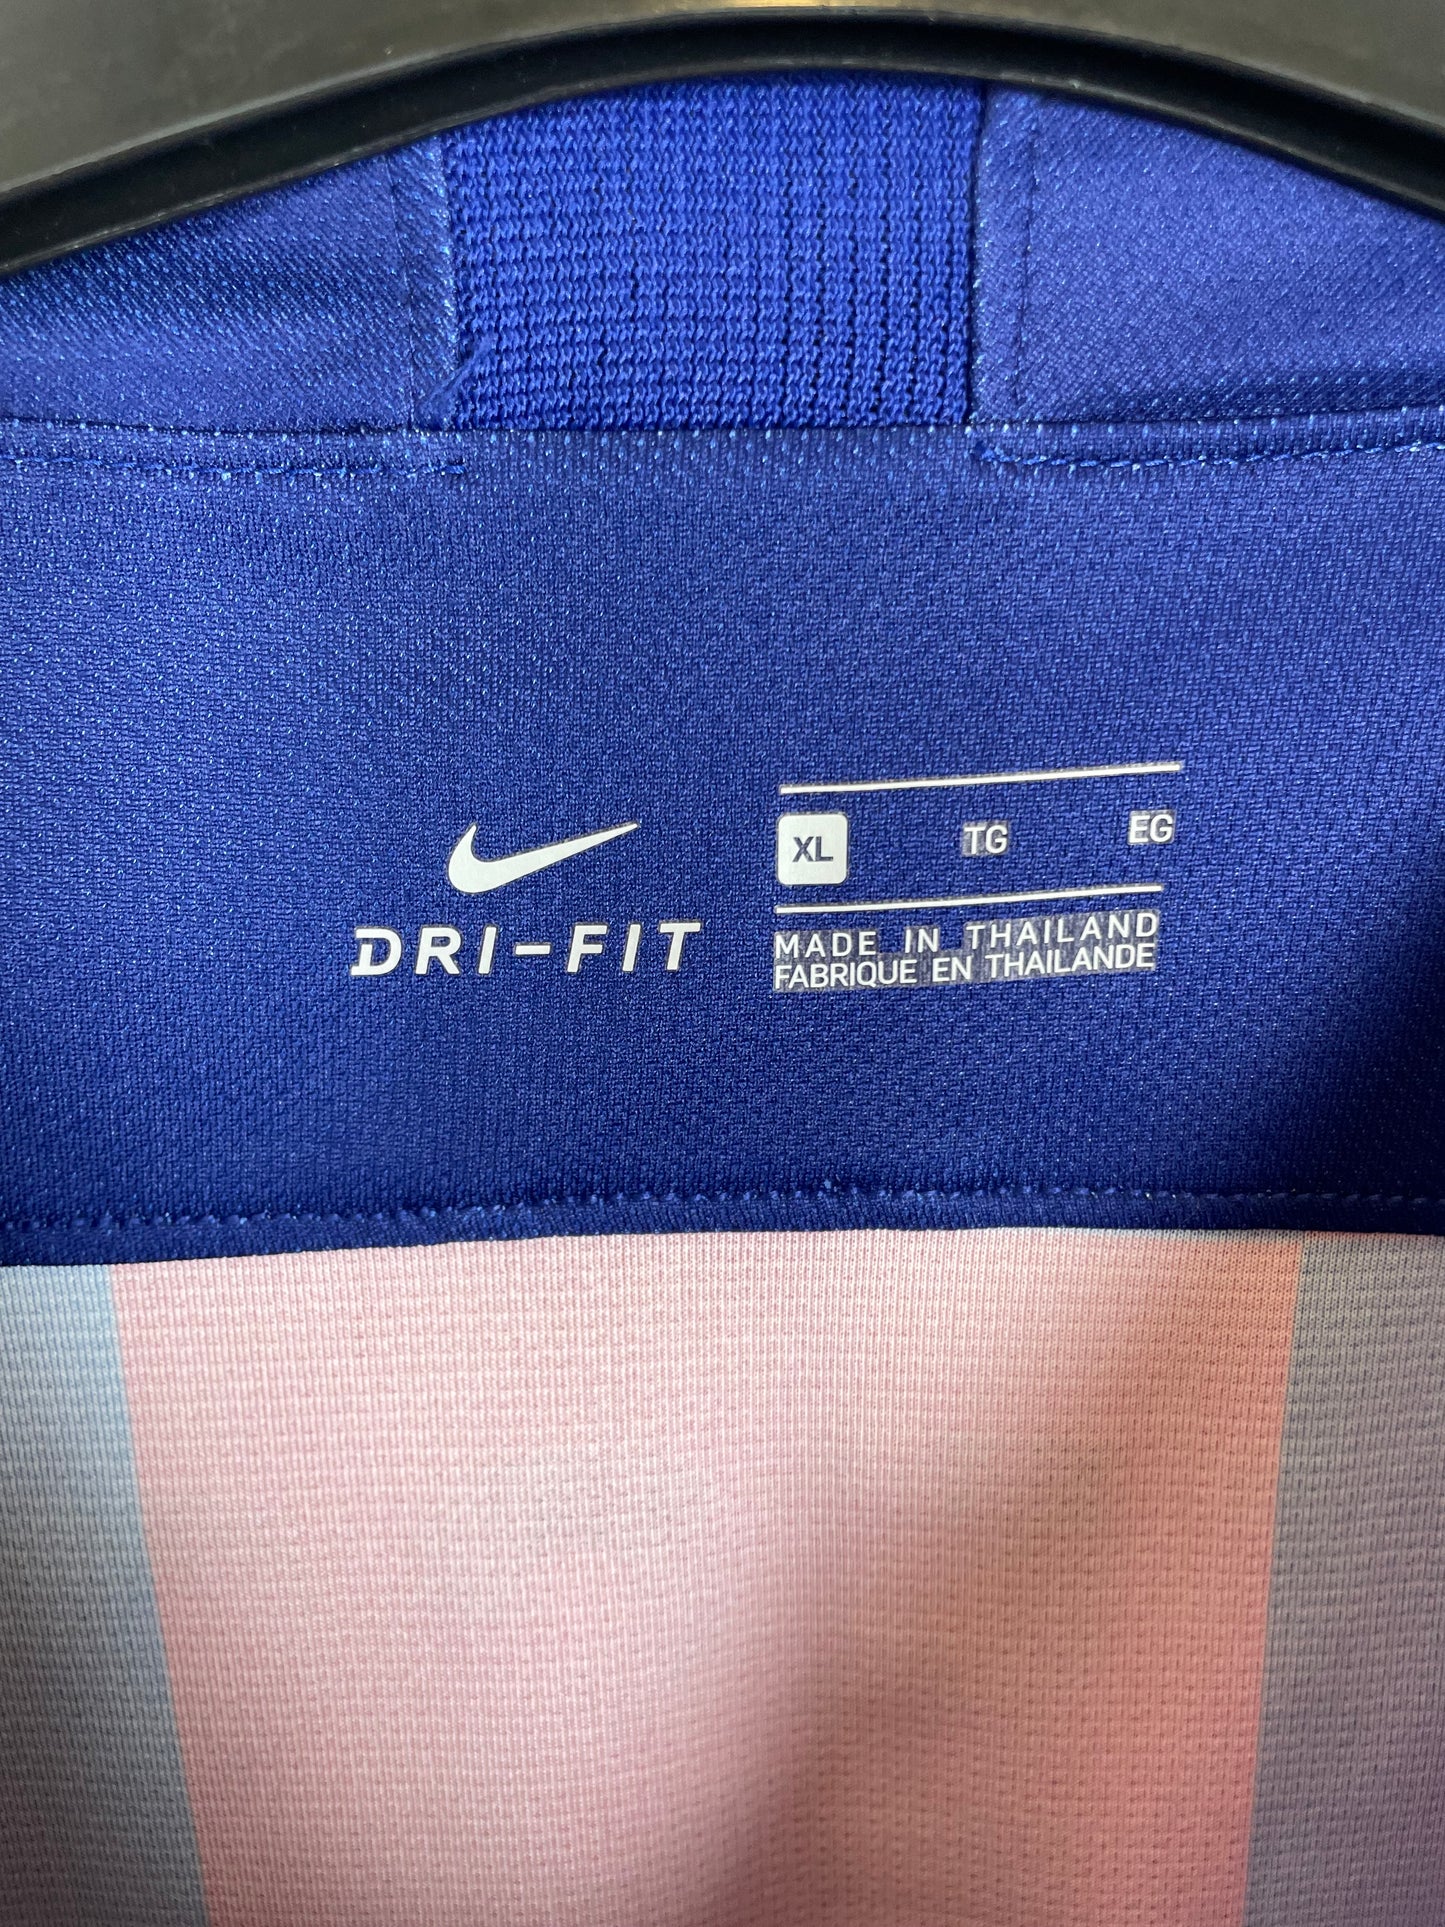 DRI-FIT
XL TG EG
MADE IN THAILAND
FABRIQUE EN THAILANDE